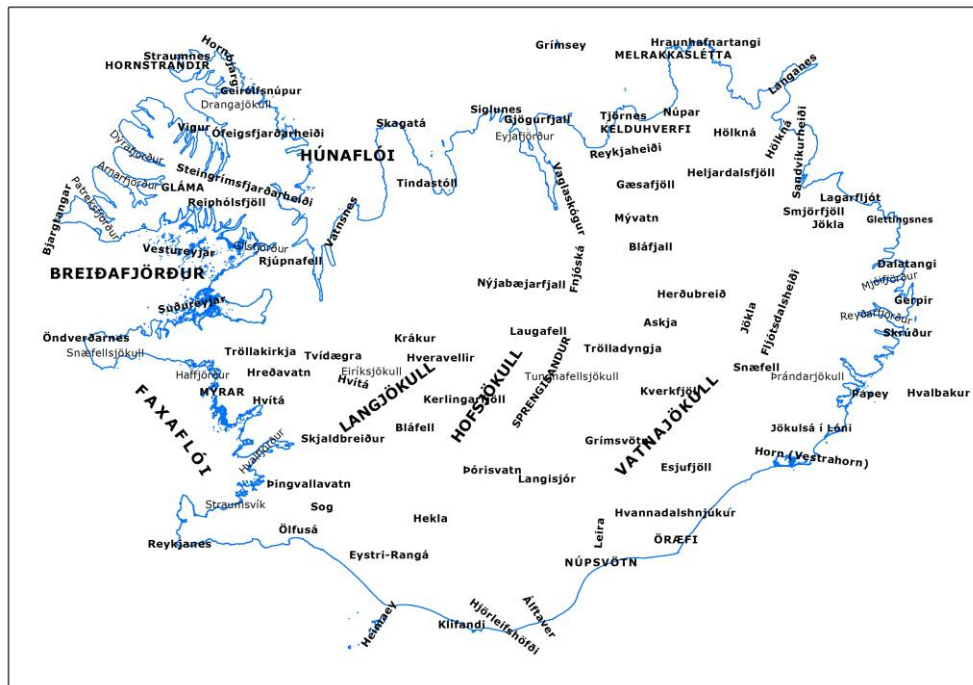 Grímsey
Hraunhafnartangi
Hornbjarg
Straumnes
MELRAKKASLÉTTA
HORNSTRANDIR
Langanes
Geirólfsnúpur
Drangajökull
Siglunes
Tjörnes
Núpar
Skagatá
Gjögurfjall
Vigur
Ófeigsfjarðarheiði
Eyjafjörður
KELDUHVERFI
Hölkná
Hölkná
Sandvíkurheiði
Dýrafjörður
HÚNAFLÓI
Reykjaheiði
Steingrímsfjarðarheiði
Vaglaskógur
Heljardalsfjöll
Arnarfjörður
GLÁMA
Tindastóll
Gæsafjöll
Patreksfjörður
Reiphólsfjöll
Lagarfljót
Bjargtangar
Vatnsnes
Mývatn
Smjörfjöll
Glettingsnes
Jökla
Vestureyjar
Gilsfjörður
Bláfjall
Rjúpnafell
Fnjóská
Dalatangi
BREIÐAFJÖRÐUR
Nýjabæjarfjall
Mjóifjörður
Herðubreið
Suðureyjar
Gerpir
Jökla
Fljótsdalsheiði
Reyðarfjörður
Askja
Öndverðarnes
Krákur
Laugafell
Skrúður
Snæfellsjökull
Tröllakirkja
Tvídægra
Hveravellir
Trölladyngja
Hreðavatn
Eiríksjökull
Snæfell
Haffjörður
Hvítá
Tungnafellsjökull
Þrándarjökull
MÝRAR
Hvítá
LANGJÖKULL
Kerlingarfjöll
HOFSJÖKULL
SPRENGISANDUR
Kverkfjöll
Papey
Hvalbakur
FAXAFLÓI
Bláfell
VATNAJÖKULL
Jökulsá í Lóni
Skjaldbreiður
Grímsvötn
Hvalfjörður
Horn (Vestrahorn)
Þórisvatn
Esjufjöll
Langisjór
Þingvallavatn
Straumsvík
Sog
Hekla
Hvannadalshnjúkur
Ölfusá
Leira
ÖRÆFI
Reykjanes
Eystri-Rangá
NÚPSVÖTN
Heimaey
Klifandi
Hjörleifshöfði
Álftaver